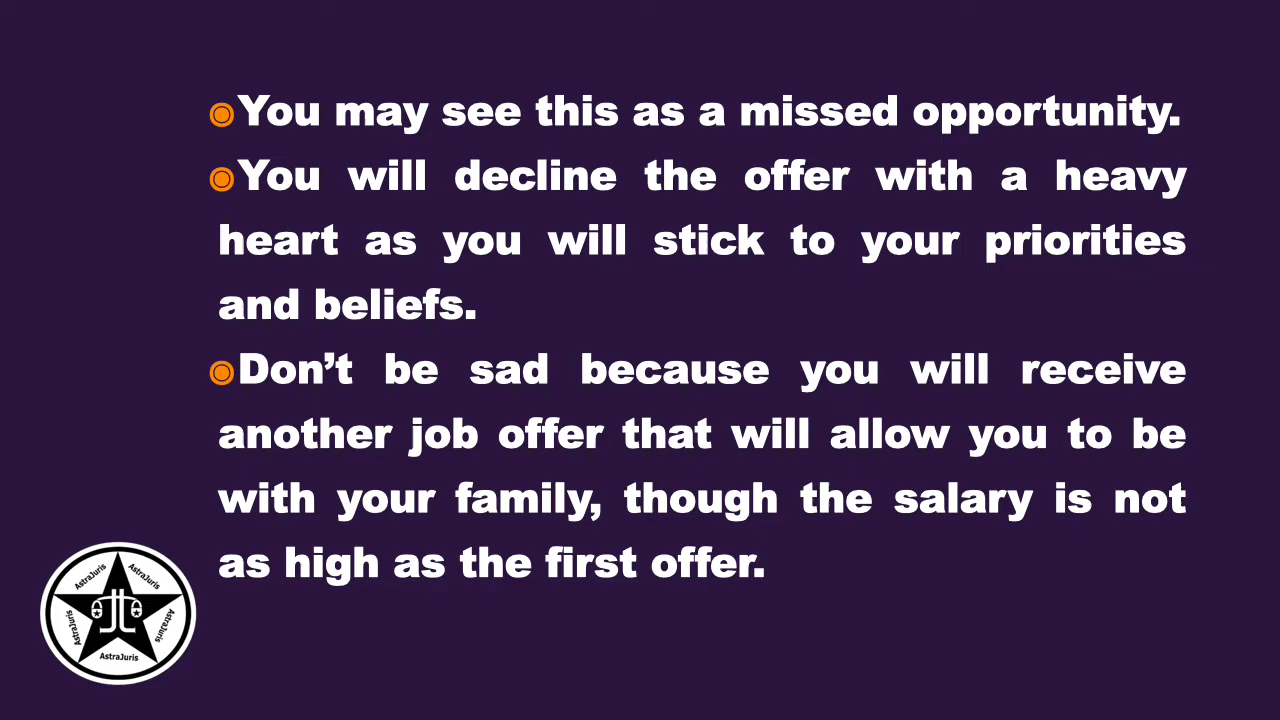 You may see this as a missed opportunity.
You will decline the offer with a heavy
heart as you will stick to your priorities
and beliefs.
Don’t be sad because you will receive
another job offer that will allow you to be
with your family, though the salary is not
as high as the first offer.
AstraJuris
AstraJuris
AstraJuris
AstraJuris
AstraJuris